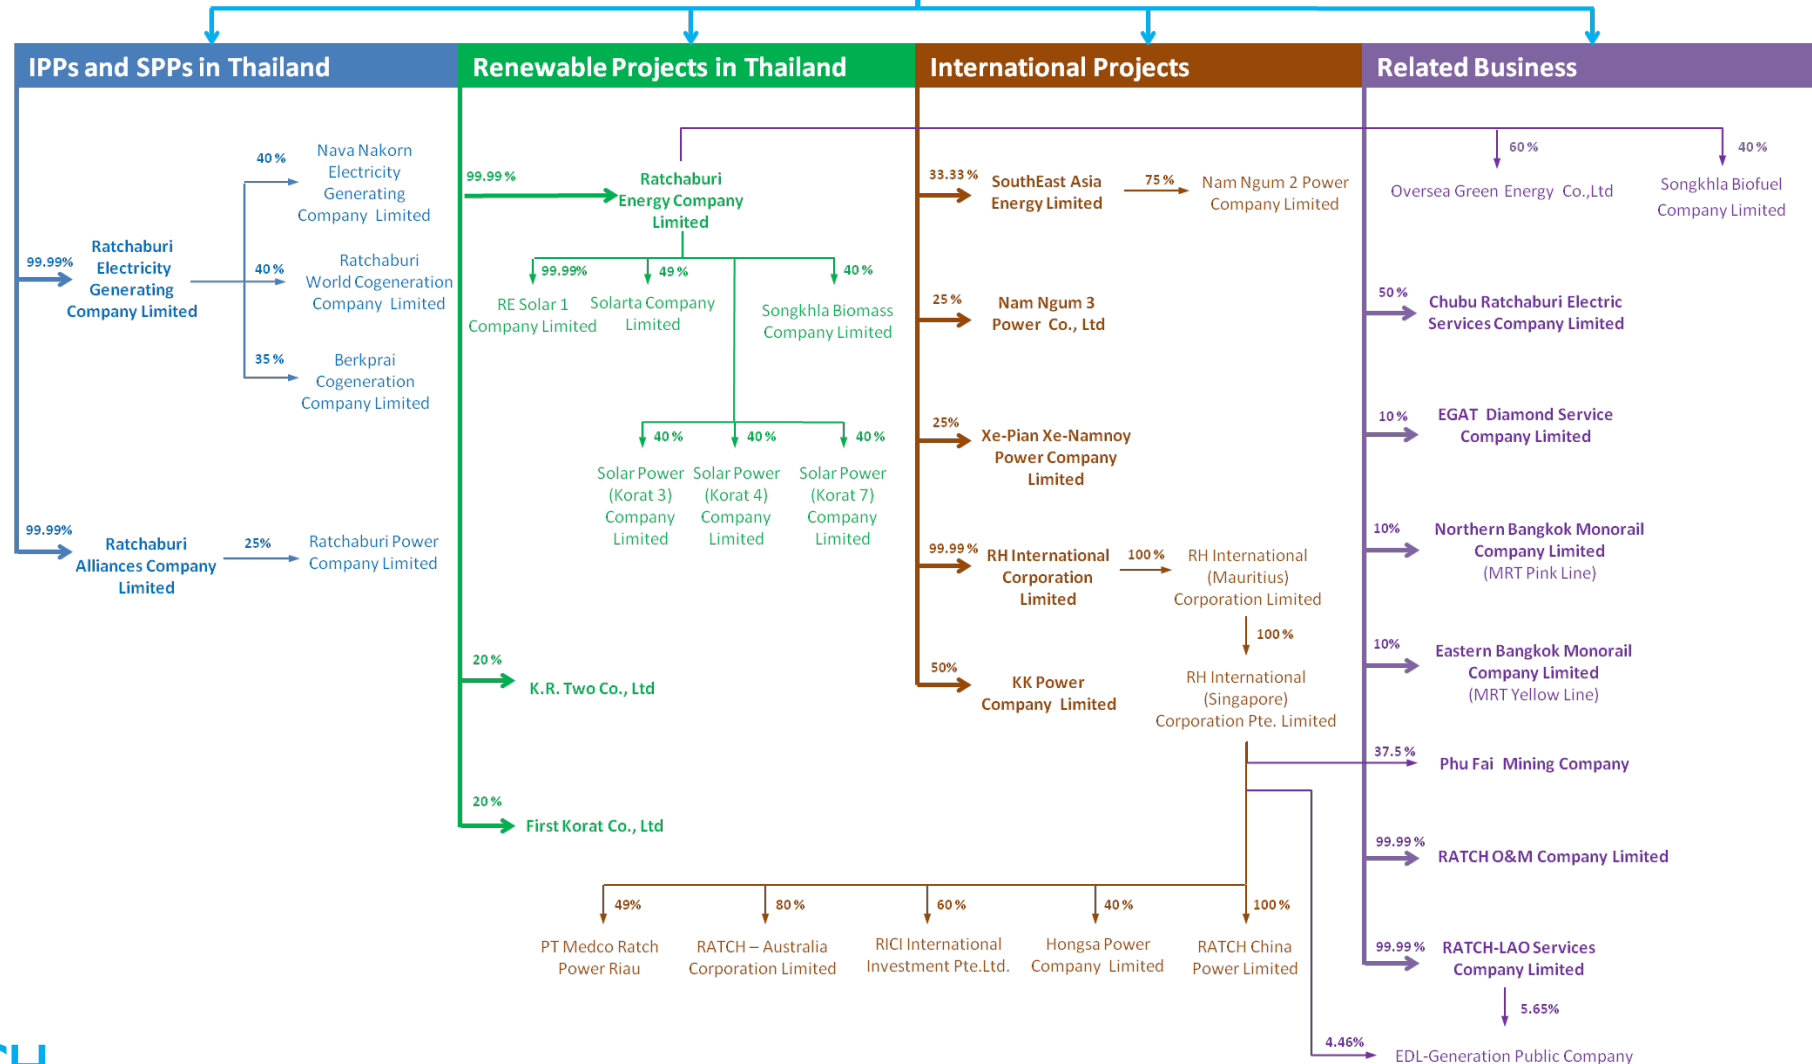 IPPs and SPPs in Thailand
Renewable Projects in Thailand
International Projects
Related Business
99.99%
Ratchaburi
Electricity
Generating
Company Limited
40 %
Nava Nakorn
Electricity
Generating
Company Limited
40 %
Ratchaburi
World Cogeneration
Company Limited
35 %
Berkprai
Cogeneration
Company Limited
99.99%
Ratchaburi
Alliances Company
Limited
25%
Ratchaburi Power
Company Limited
99.99 %
Ratchaburi
Energy Company
Limited
99.99%
RE Solar 1
Company Limited
49 %
Solarta Company
Limited
40 %
Songkhla Biomass
Company Limited
40 %
Solar Power
(Korat 3)
Company
Limited
40 %
Solar Power
(Korat 4)
Company
Limited
40 %
Solar Power
(Korat 7)
Company
Limited
20 %
K.R. Two Co., Ltd
20 %
First Korat Co., Ltd
33.33 %
SouthEast Asia
Energy Limited
75 %
Nam Ngum 2 Power
Company Limited
25 %
Nam Ngum 3
Power Co., Ltd
25%
Xe-Pian Xe-Namnoy
Power Company
Limited
99.99 %
RH International
Corporation
Limited
100 %
RH International
(Mauritius)
Corporation Limited
100 %
RH International
(Singapore)
Corporation Pte. Limited
50%
KK Power
Company Limited
49%
PT Medco Ratch
Power Riau
80 %
RATCH – Australia
Corporation Limited
60 %
RICI International
Investment Pte.Ltd.
40 %
Hongsa Power
Company Limited
100 %
RATCH China
Power Limited
60 %
Oversea Green Energy Co.,Ltd
40 %
Songkhla Biofuel
Company Limited
50 %
Chubu Ratchaburi Electric
Services Company Limited
10 %
EGAT Diamond Service
Company Limited
10%
Northern Bangkok Monorail
Company Limited
(MRT Pink Line)
10%
Eastern Bangkok Monorail
Company Limited
(MRT Yellow Line)
37.5 %
Phu Fai Mining Company
99.99 %
RATCH O&M Company Limited
99.99 %
RATCH-LAO Services
Company Limited
5.65%
4.46%
EDL-Generation Public Company